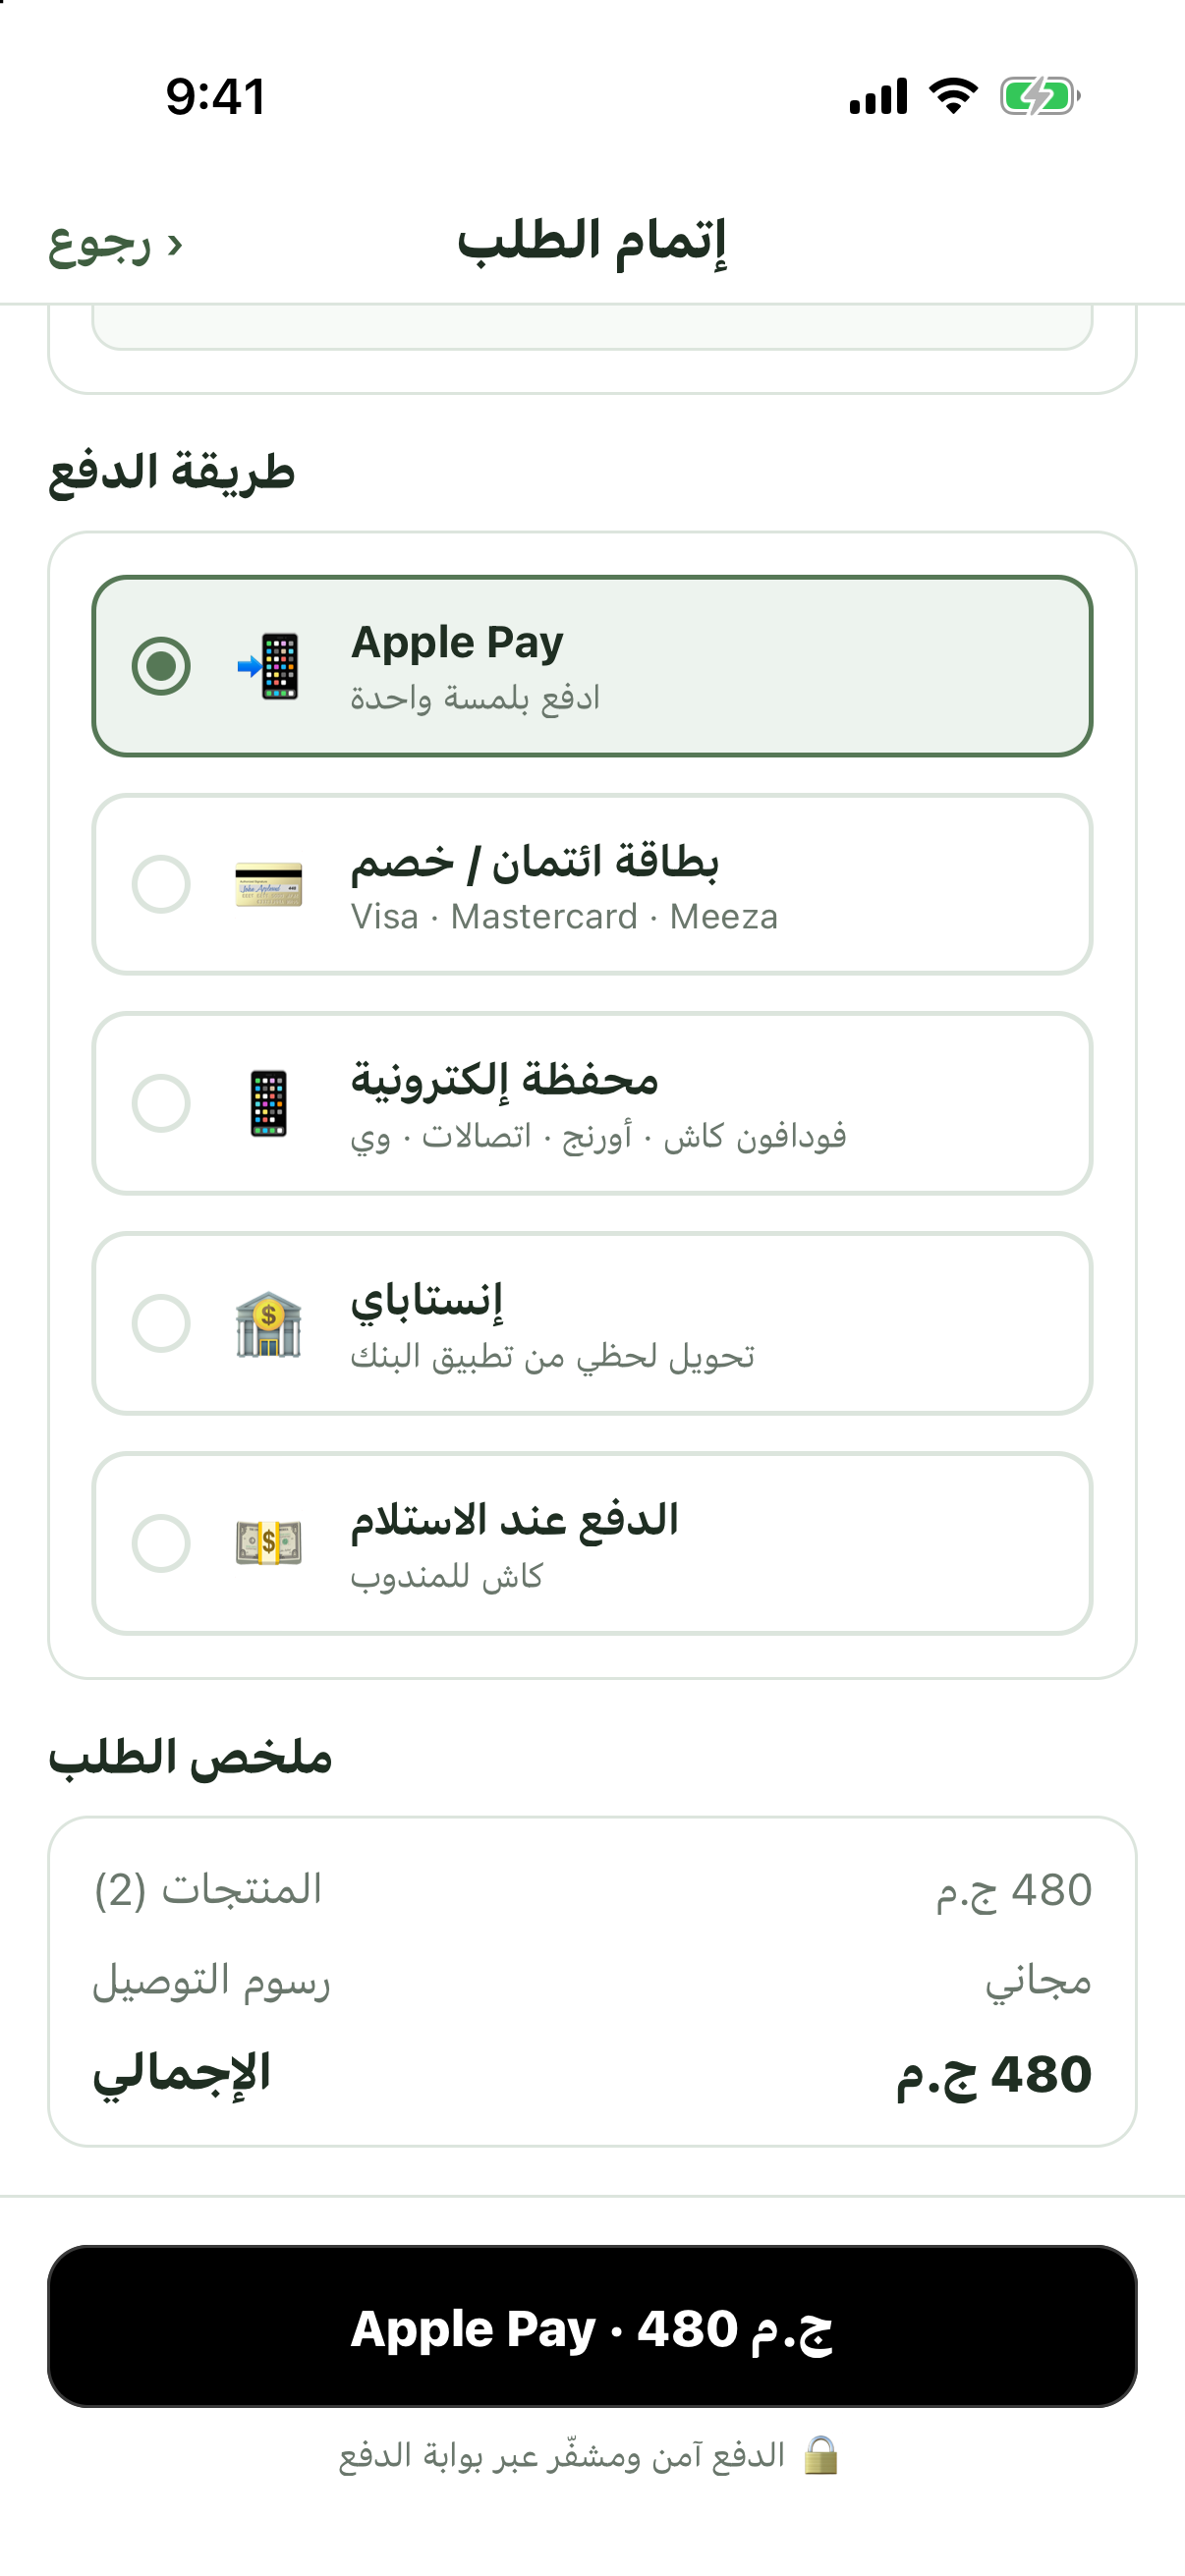 9:41
‹ رجوع
إتمام الطلب
طريقة الدفع
Apple Pay
ادفع بلمسة واحدة
بطاقة ائتمان / خصم
Visa · Mastercard · Meeza
محفظة إلكترونية
فودافون كاش · أورنج · اتصالات · وي
إنستاباي
تحويل لحظي من تطبيق البنك
الدفع عند الاستلام
كاش للمندوب
ملخص الطلب
المنتجات (2) 480 ج.م
رسوم التوصيل مجاني
الإجمالي 480 ج.م
Apple Pay · 480 ج.م
🔒 الدفع آمن ومشفّر عبر بوابة الدفع